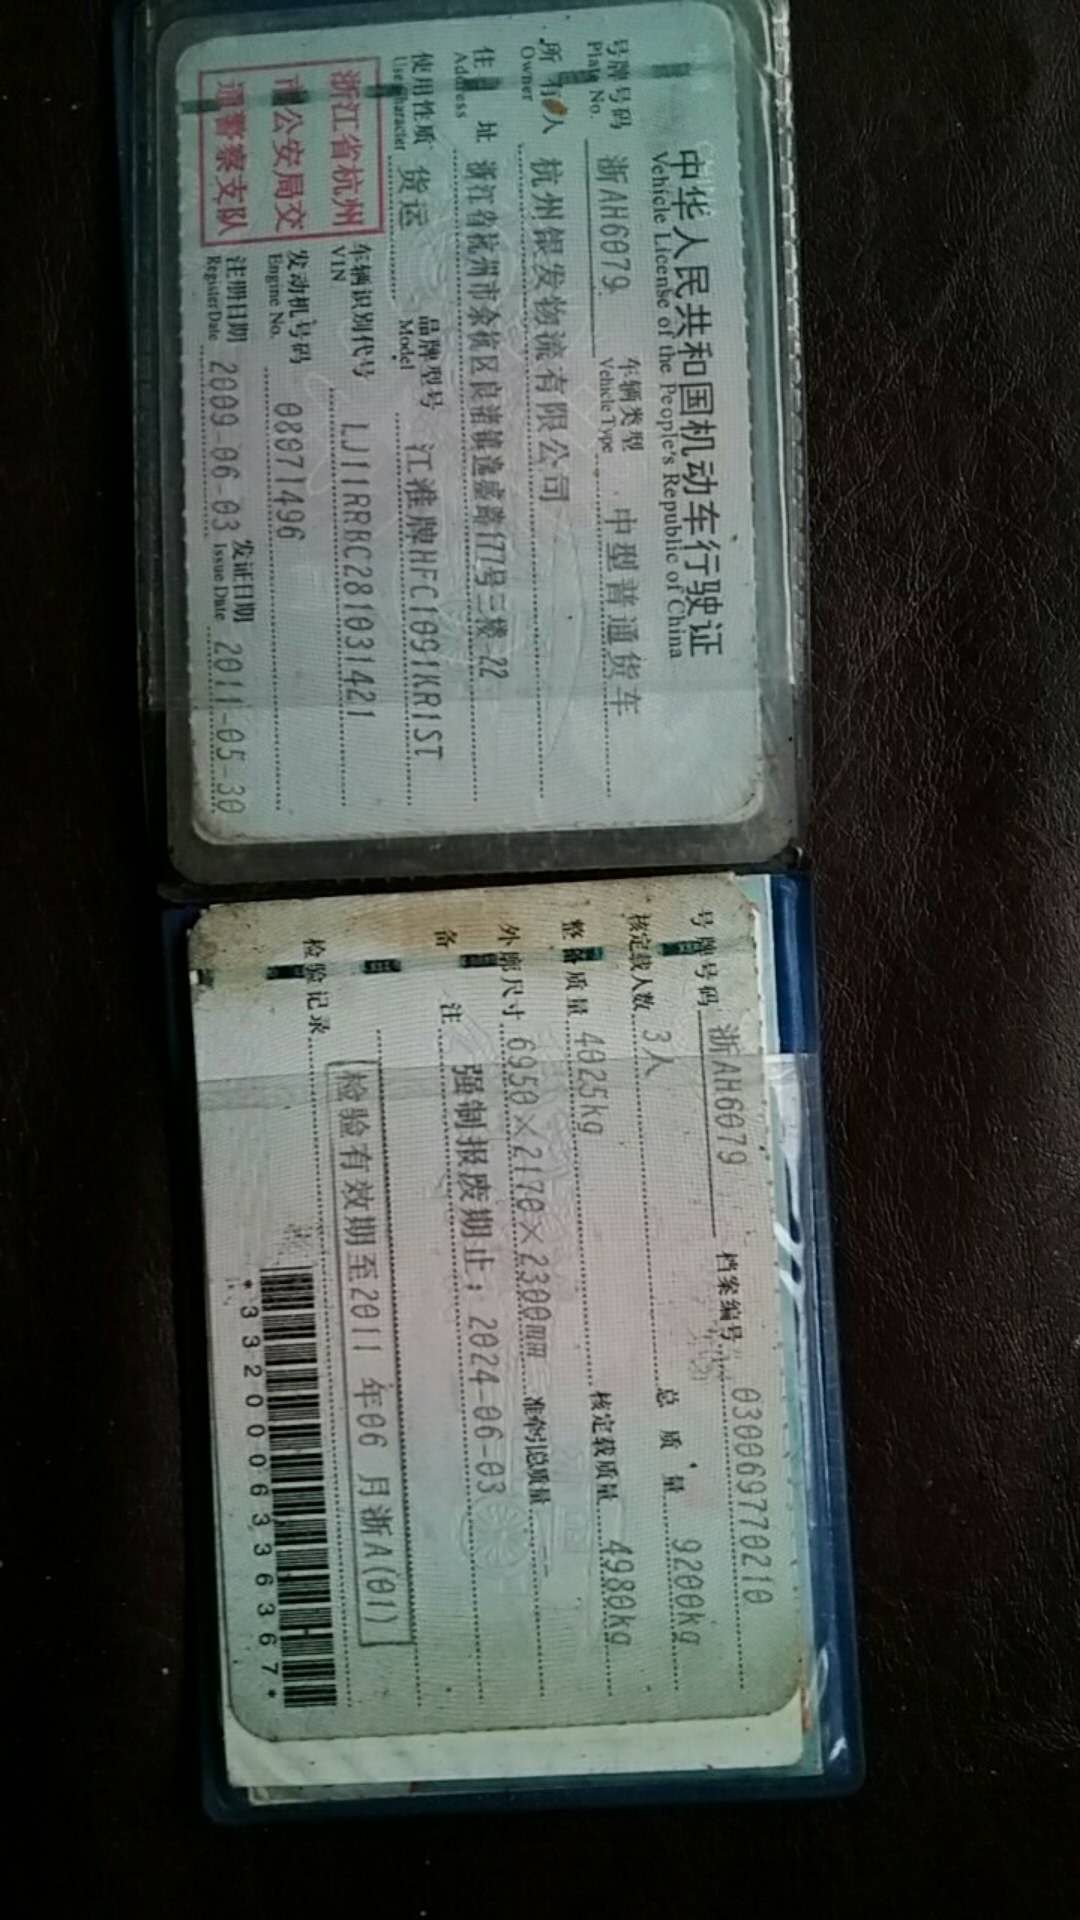 中华人民共和国机动车行驶证
Vehicle License of the People's Republic of China
号牌号码 浙AH6079 车辆类型 中型普通货车
Plate No. Vehicle Type
所有人 杭州银发物流有限公司
Owner
住址 浙江省杭州市余杭区良渚镇逸盛路177号三楼-22
Address
使用性质 货运 品牌型号 江淮牌HFC1091KR1ST
Use Character Model
浙江省杭州
市公安局交
通警察支队
车辆识别代号 LJ11RRBC281031421
VIN
发动机号码 08071496
Engine No.
注册日期 2009-06-03 发证日期 2011-05-30
Register Date Issue Date
号牌号码 浙AH6079 档案编号 030069770210
核定载人数 3人 总质量 9200kg
整备质量 4025kg 核定载质量 4980kg
外廓尺寸 6950×2170×2300mm 准牵引总质量 --
备注 强制报废期止：2024-06-03
检验有效期至2011年06月浙A(01)
检验记录
*3320006336367*